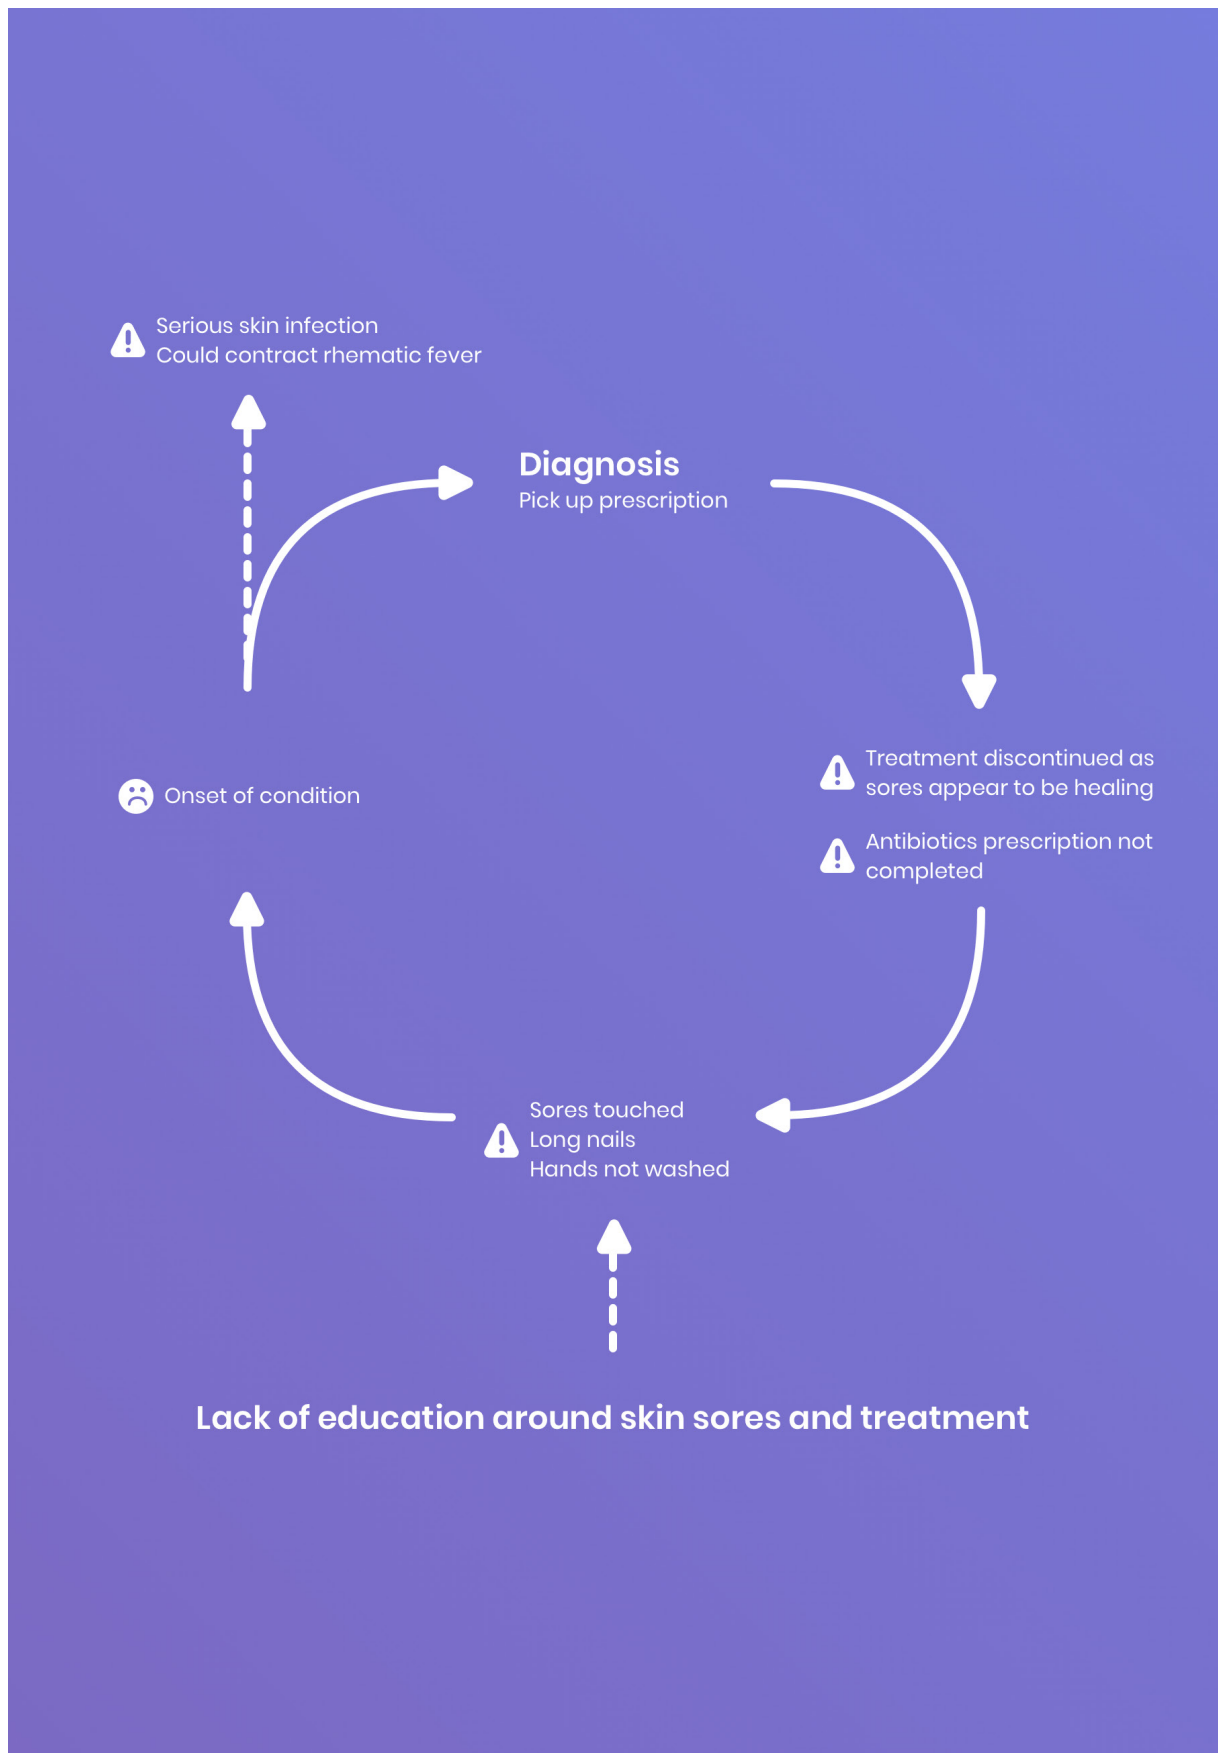 Serious skin infection
Could contract rhematic fever
Diagnosis
Pick up prescription
Treatment discontinued as
sores appear to be healing
Antibiotics prescription not
completed
Onset of condition
Sores touched
Long nails
Hands not washed
Lack of education around skin sores and treatment